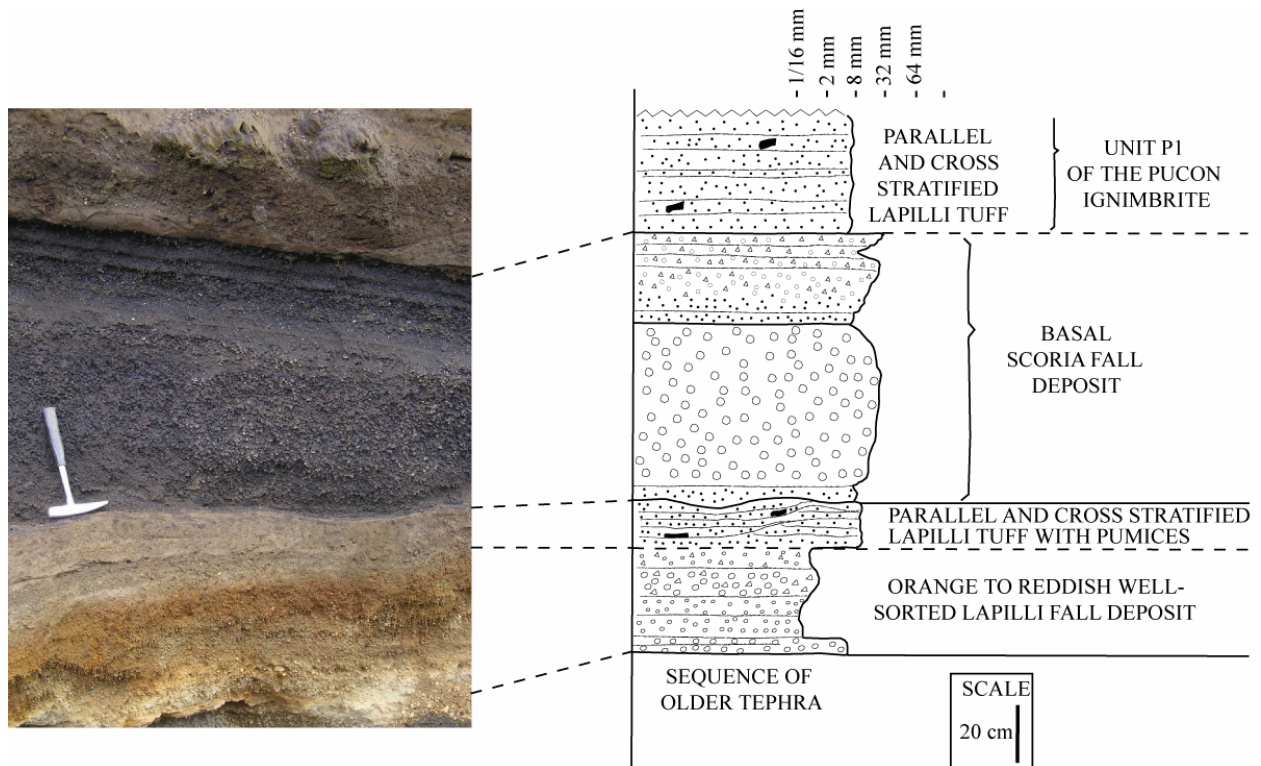 1/16 mm
2 mm
8 mm
32 mm
64 mm
PARALLEL
AND CROSS
STRATIFIED
LAPILLI TUFF
UNIT P1
OF THE PUCON
IGNIMBRITE
BASAL
SCORIA FALL
DEPOSIT
PARALLEL AND CROSS STRATIFIED
LAPILLI TUFF WITH PUMICES
ORANGE TO REDDISH WELL-
SORTED LAPILLI FALL DEPOSIT
SEQUENCE OF
OLDER TEPHRA
SCALE
20 cm